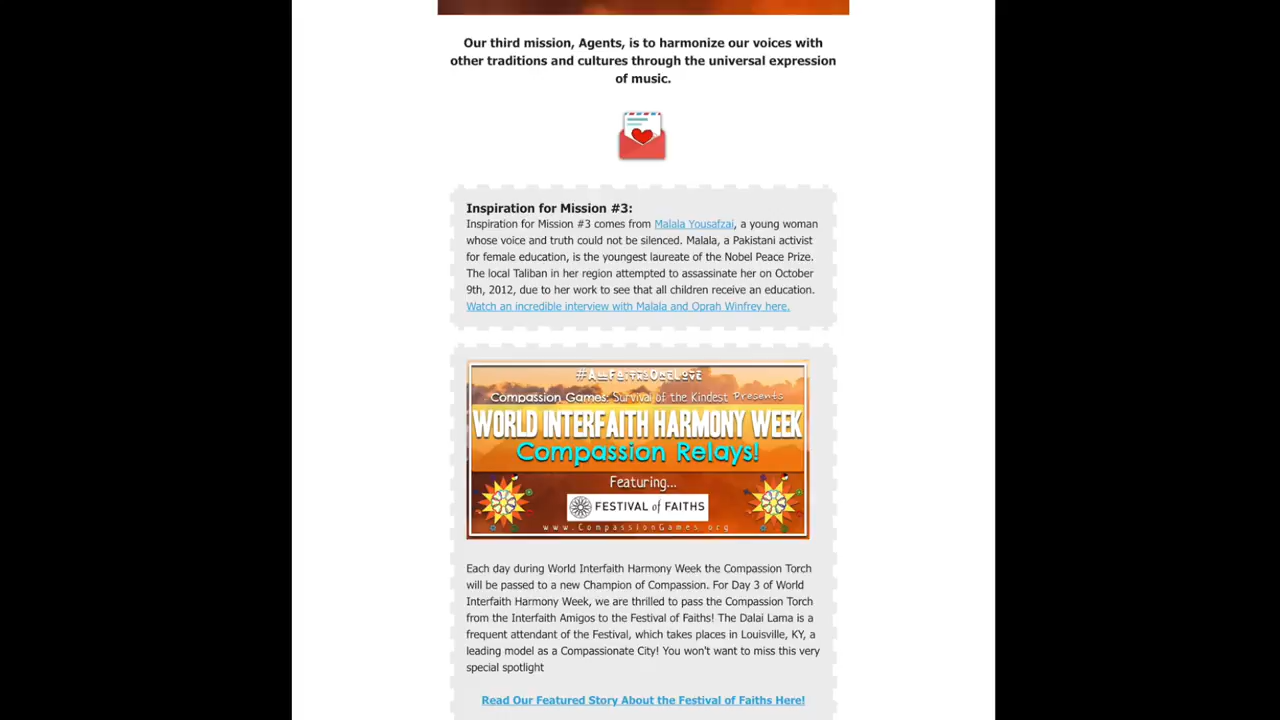 Our third mission, Agents, is to harmonize our voices with
other traditions and cultures through the universal expression
of music.
Inspiration for Mission #3:
Inspiration for Mission #3 comes from Malala Yousafzai, a young woman
whose voice and truth could not be silenced. Malala, a Pakistani activist
for female education, is the youngest laureate of the Nobel Peace Prize.
The local Taliban in her region attempted to assassinate her on October
9th, 2012, due to her work to see that all children receive an education.
Watch an incredible interview with Malala and Oprah Winfrey here.
#AllFaithsOneLove
Compassion Games: Survival of the Kindest Presents
WORLD INTERFAITH HARMONY WEEK
Compassion Relays!
Featuring...
FESTIVAL of FAITHS
www.CompassionGames.org
Each day during World Interfaith Harmony Week the Compassion Torch
will be passed to a new Champion of Compassion. For Day 3 of World
Interfaith Harmony Week, we are thrilled to pass the Compassion Torch
from the Interfaith Amigos to the Festival of Faiths! The Dalai Lama is a
frequent attendant of the Festival, which takes places in Louisville, KY, a
leading model as a Compassionate City! You won't want to miss this very
special spotlight
Read Our Featured Story About the Festival of Faiths Here!